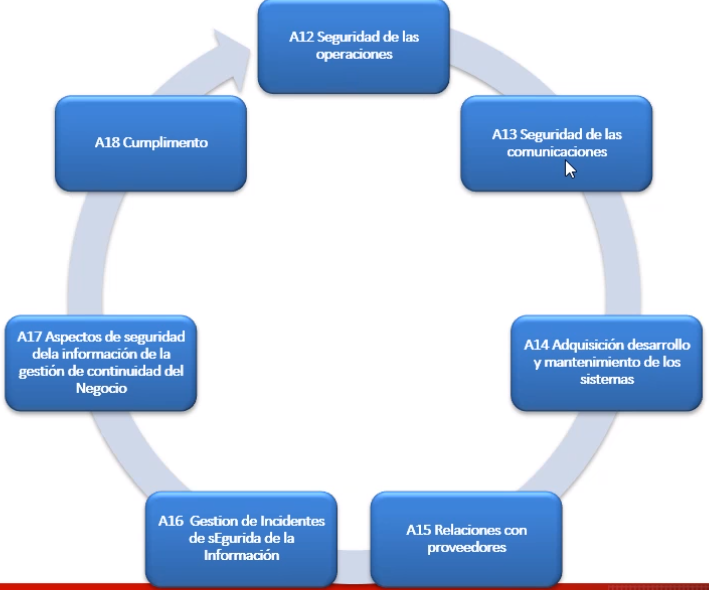 A12 Seguridad de las
operaciones
A13 Seguridad de las
comunicaciones
A14 Adquisición desarrollo
y mantenimiento de los
sistemas
A15 Relaciones con
proveedores
A16 Gestion de Incidentes
de sEgurida de la
Información
A17 Aspectos de seguridad
dela información de la
gestión de continuidad del
Negocio
A18 Cumplimento